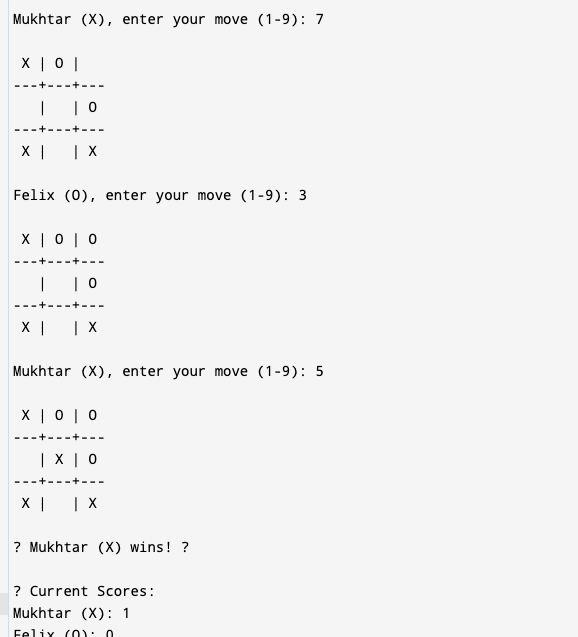 Mukhtar (X), enter your move (1-9): 7
 X | O |
---+---+---
   |   | O
---+---+---
 X |   | X
Felix (O), enter your move (1-9): 3
 X | O | O
---+---+---
   |   | O
---+---+---
 X |   | X
Mukhtar (X), enter your move (1-9): 5
 X | O | O
---+---+---
   | X | O
---+---+---
 X |   | X
? Mukhtar (X) wins! ?
? Current Scores:
Mukhtar (X): 1
Felix (O): 0